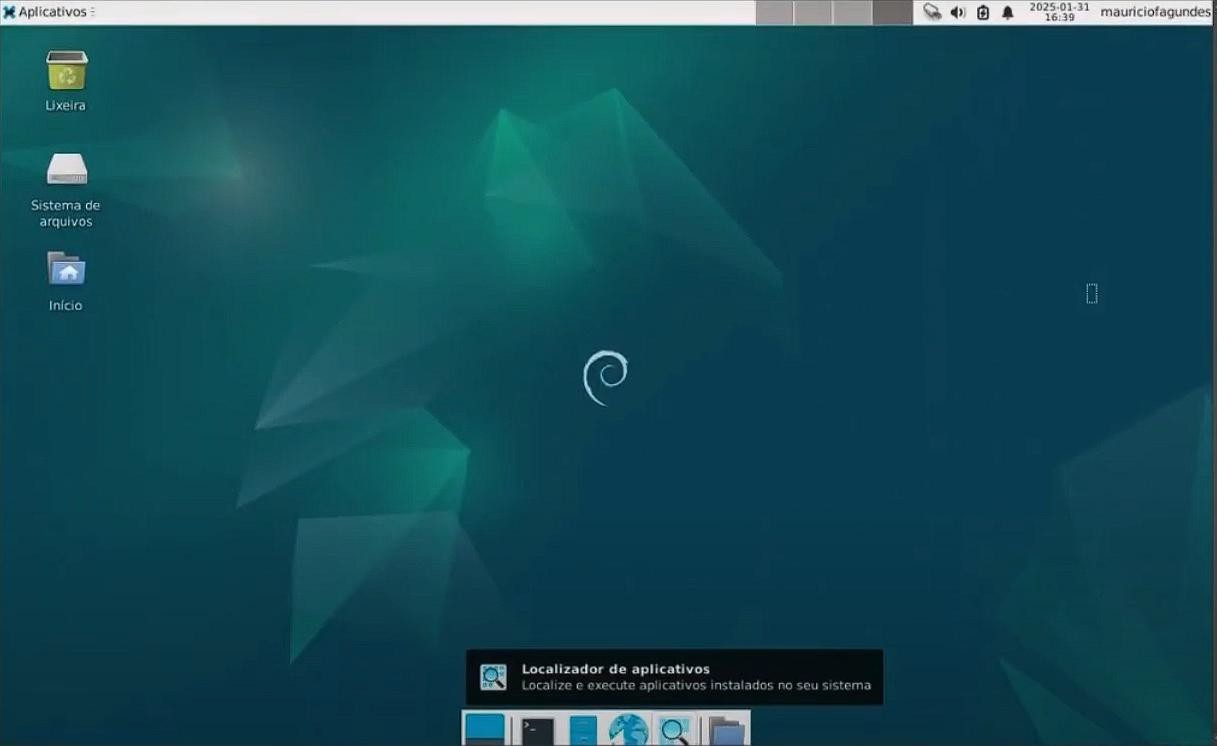 Aplicativos
2025-01-31
16:39
mauriciofagundes
Lixeira
Sistema de
arquivos
Início
Localizador de aplicativos
Localize e execute aplicativos instalados no seu sistema